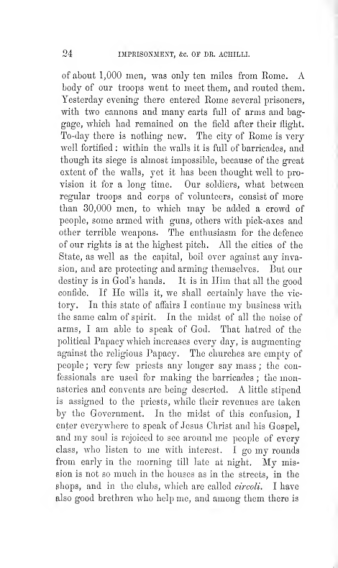 24 IMPRISONMENT, &c. OF DR. ACHILLI.
of about 1,000 men, was only ten miles from Rome. A
body of our troops went to meet them, and routed them.
Yesterday evening there entered Rome several prisoners,
with two cannons and many carts full of arms and bag-
gage, which had remained on the field after their flight.
To-day there is nothing new. The city of Rome is very
well fortified: within the walls it is full of barricades, and
though its siege is almost impossible, because of the great
extent of the walls, yet it has been thought well to pro-
vision it for a long time. Our soldiers, what between
regular troops and corps of volunteers, consist of more
than 30,000 men, to which may be added a crowd of
people, some armed with guns, others with pick-axes and
other terrible weapons. The enthusiasm for the defence
of our rights is at the highest pitch. All the cities of the
State, as well as the capital, boil over against any inva-
sion, and are protecting and arming themselves. But our
destiny is in God's hands. It is in Him that all the good
confide. If He wills it, we shall certainly have the vic-
tory. In this state of affairs I continue my business with
the same calm of spirit. In the midst of all the noise of
arms, I am able to speak of God. That hatred of the
political Papacy which increases every day, is augmenting
against the religious Papacy. The churches are empty of
people; very few priests any longer say mass; the con-
fessionals are used for making the barricades; the mon-
asteries and convents are being deserted. A little stipend
is assigned to the priests, while their revenues are taken
by the Government. In the midst of this confusion, I
enter everywhere to speak of Jesus Christ and his Gospel,
and my soul is rejoiced to see around me people of every
class, who listen to me with interest. I go my rounds
from early in the morning till late at night. My mis-
sion is not so much in the houses as in the streets, in the
shops, and in the clubs, which are called circoli. I have
also good brethren who help me, and among them there is